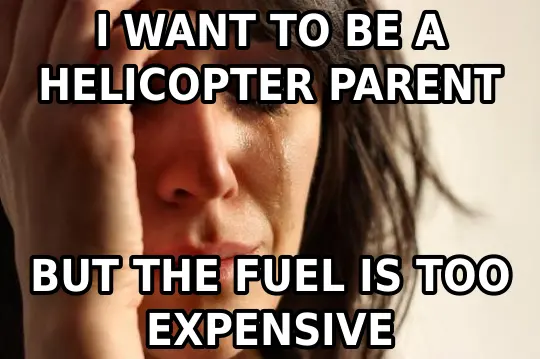 I WANT TO BE A
HELICOPTER PARENT
BUT THE FUEL IS TOO
EXPENSIVE